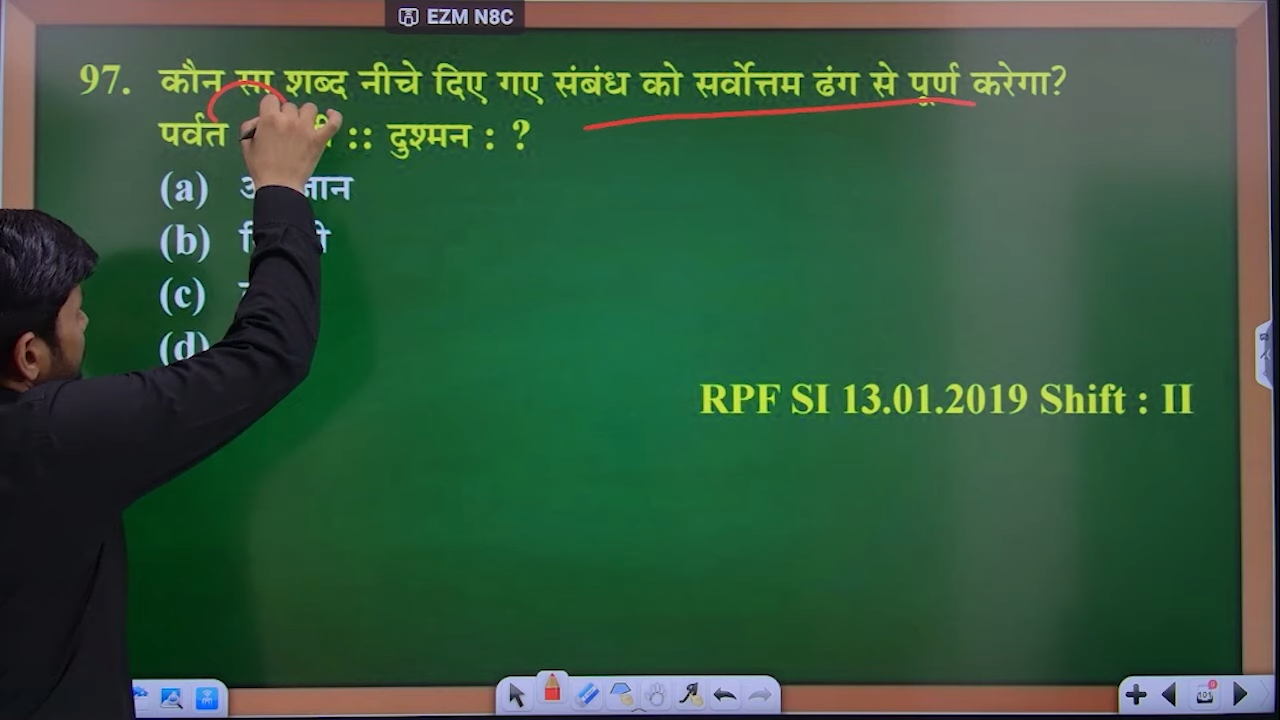 EZM N8C
97. कौन सा शब्द नीचे दिए गए संबंध को सर्वोत्तम ढंग से पूर्ण करेगा?
पर्वत :: दुश्मन : ?
(a)
(b)
(c)
(d)
RPF SI 13.01.2019 Shift : II